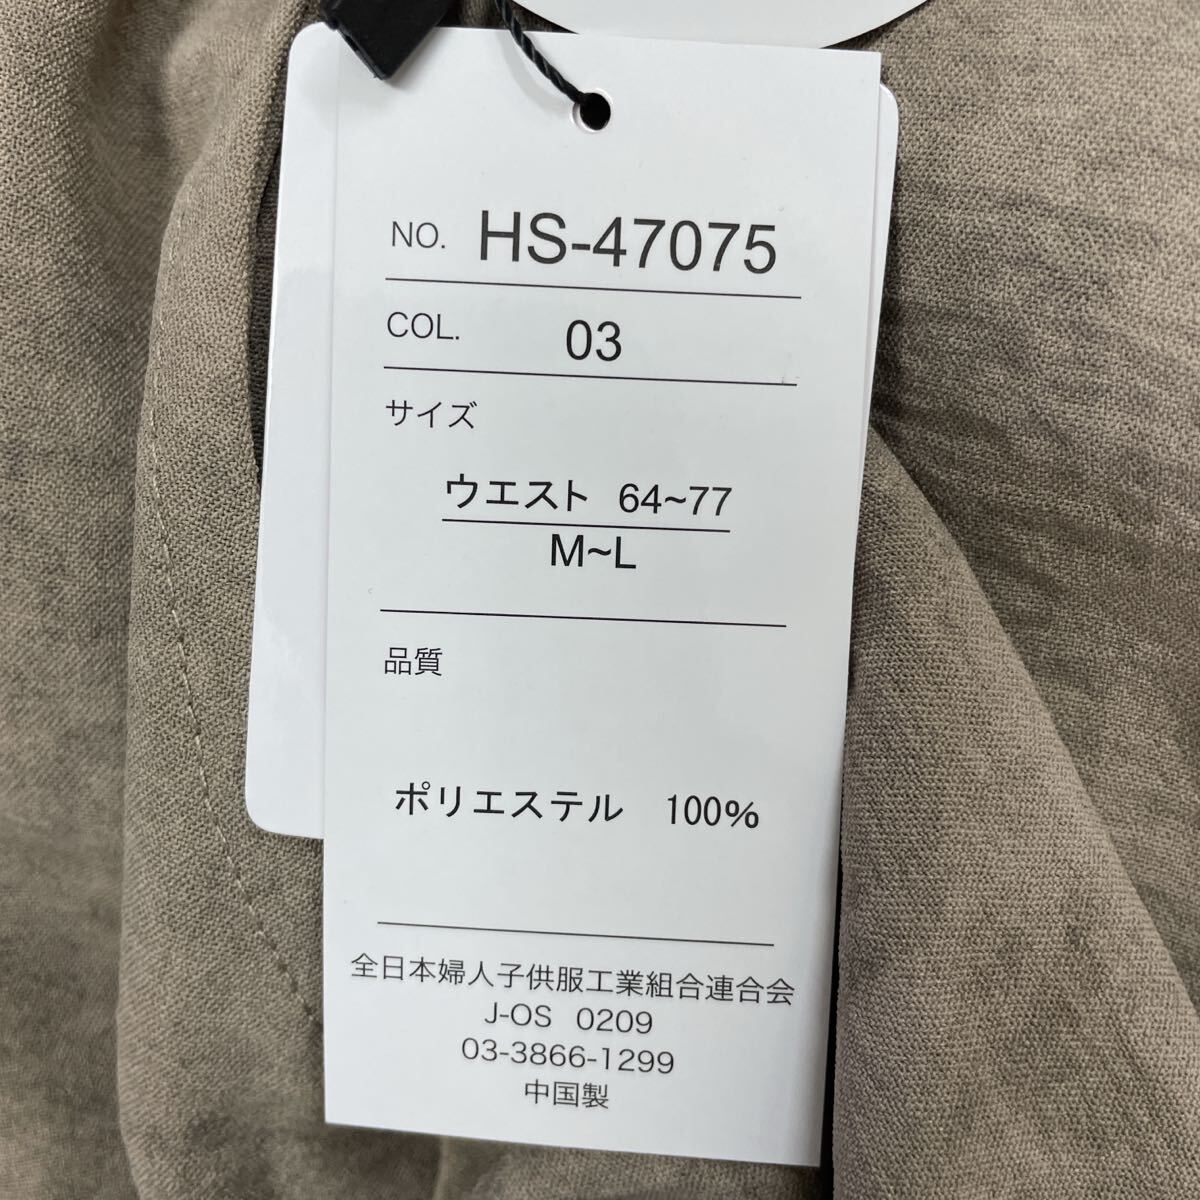 NO. HS-47075
COL. 03
サイズ
ウエスト 64~77
M~L
品質
ポリエステル 100%
全日本婦人子供服工業組合連合会
J-OS 0209
03-3866-1299
中国製